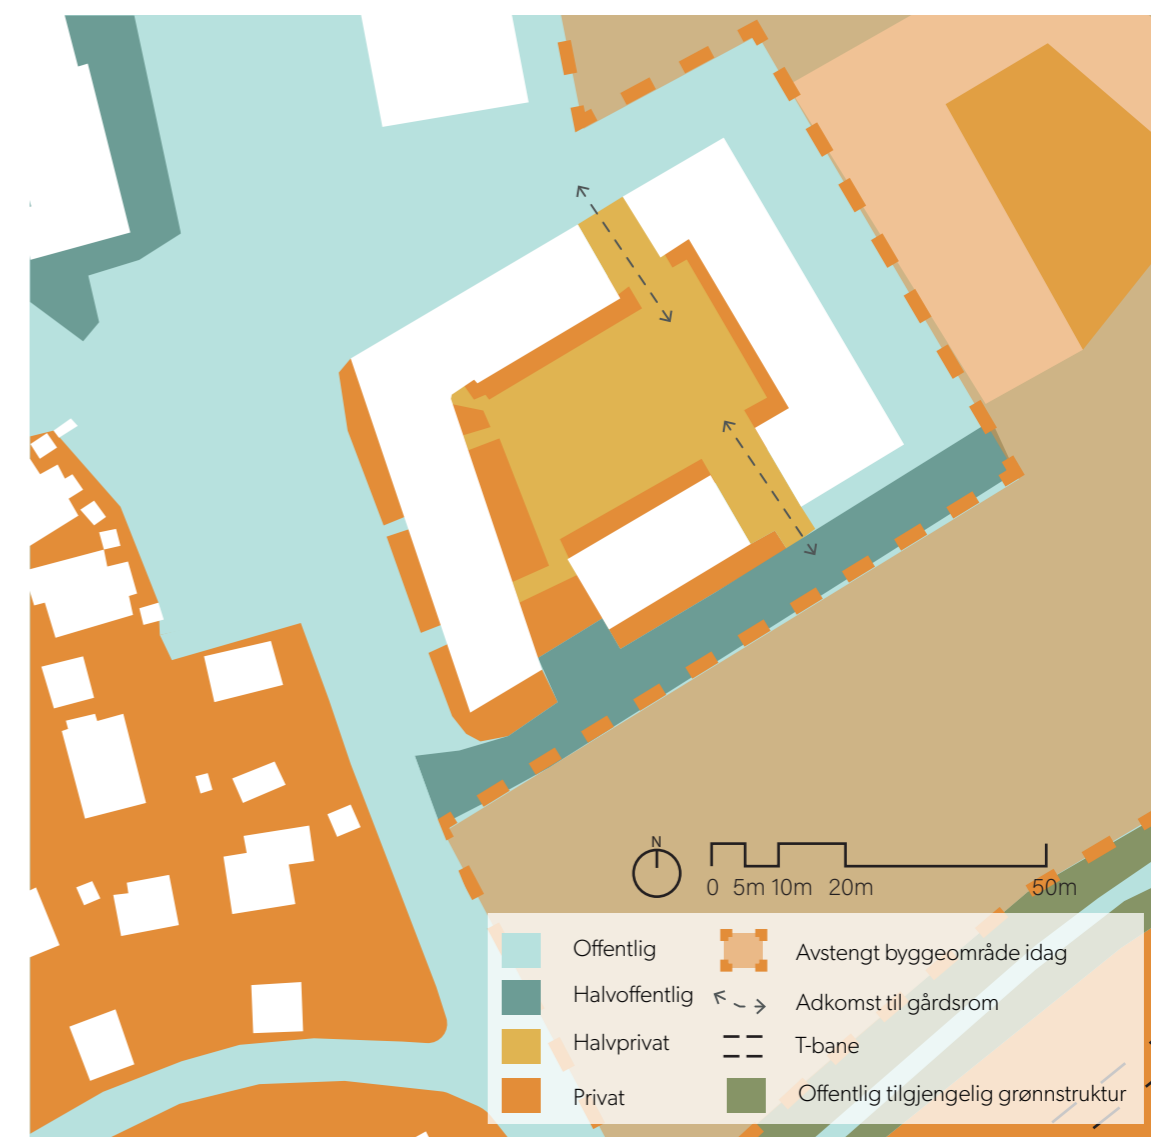 N
0 5m 10m 20m 50m
Offentlig
Halvoffentlig
Halvprivat
Privat
Avstengt byggeområde idag
Adkomst til gårdsrom
T-bane
Offentlig tilgjengelig grønnstruktur